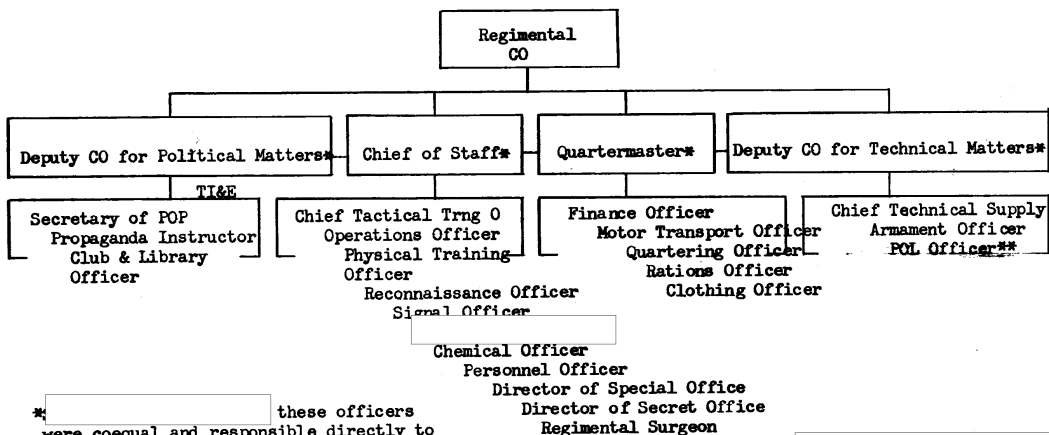 Regimental
CO
Deputy CO for Political Matters*
Chief of Staff*
Quartermaster*
Deputy CO for Technical Matters*
TI&E
Secretary of POP
Propaganda Instructor
Club & Library
Officer
Chief Tactical Trng O
Operations Officer
Physical Training
Officer
Reconnaissance Officer
Signal Officer
Chemical Officer
Personnel Officer
Director of Special Office
Director of Secret Office
Regimental Surgeon
Finance Officer
Motor Transport Officer
Quartering Officer
Rations Officer
Clothing Officer
Chief Technical Supply
Armament Officer
POL Officer**
* these officers
were coequal and responsible directly to